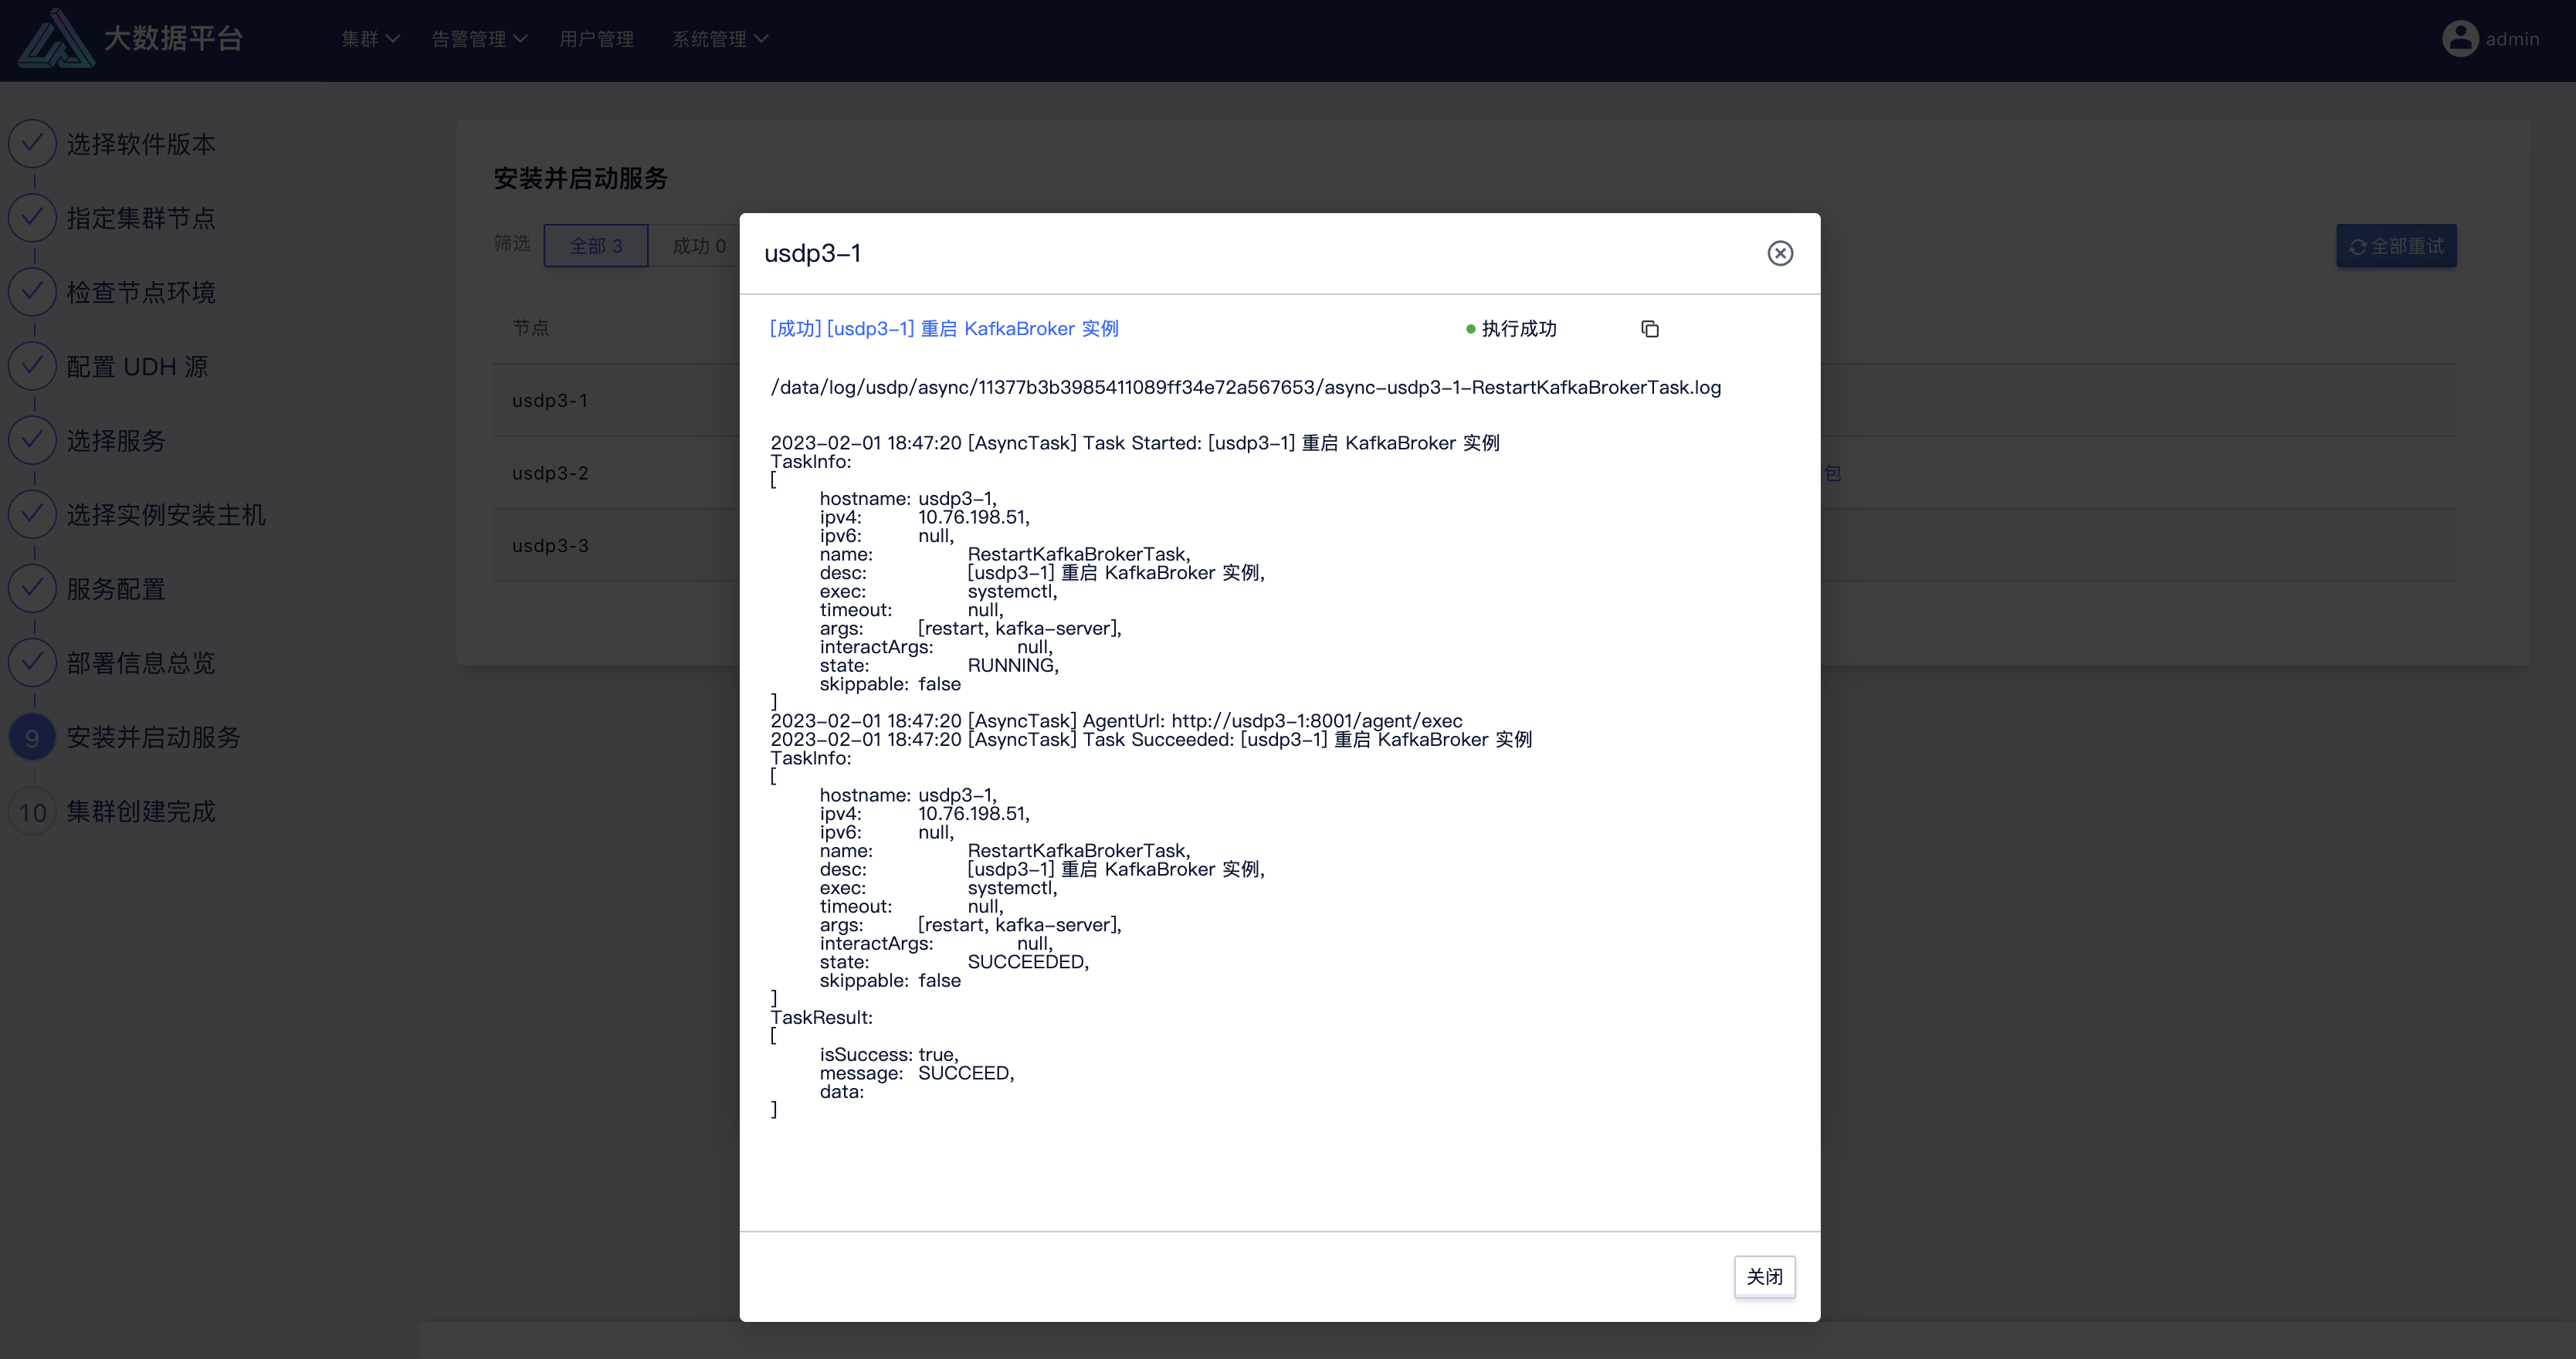 大数据平台
集群
告警管理
用户管理
系统管理
admin
选择软件版本
指定集群节点
检查节点环境
配置 UDH 源
选择服务
选择实例安装主机
服务配置
部署信息总览
9 安装并启动服务
10 集群创建完成
安装并启动服务
筛选 全部 3 成功 0
全部重试
节点
usdp3-1
usdp3-2
包
usdp3-3
usdp3-1
[成功] [usdp3-1] 重启 KafkaBroker 实例 执行成功
/data/log/usdp/async/11377b3b3985411089ff34e72a567653/async-usdp3-1-RestartKafkaBrokerTask.log
2023-02-01 18:47:20 [AsyncTask] Task Started: [usdp3-1] 重启 KafkaBroker 实例
TaskInfo:
[
hostname: usdp3-1,
ipv4: 10.76.198.51,
ipv6: null,
name: RestartKafkaBrokerTask,
desc: [usdp3-1] 重启 KafkaBroker 实例,
exec: systemctl,
timeout: null,
args: [restart, kafka-server],
interactArgs: null,
state: RUNNING,
skippable: false
]
2023-02-01 18:47:20 [AsyncTask] AgentUrl: http://usdp3-1:8001/agent/exec
2023-02-01 18:47:20 [AsyncTask] Task Succeeded: [usdp3-1] 重启 KafkaBroker 实例
TaskInfo:
[
hostname: usdp3-1,
ipv4: 10.76.198.51,
ipv6: null,
name: RestartKafkaBrokerTask,
desc: [usdp3-1] 重启 KafkaBroker 实例,
exec: systemctl,
timeout: null,
args: [restart, kafka-server],
interactArgs: null,
state: SUCCEEDED,
skippable: false
]
TaskResult:
[
isSuccess: true,
message: SUCCEED,
data:
]
关闭